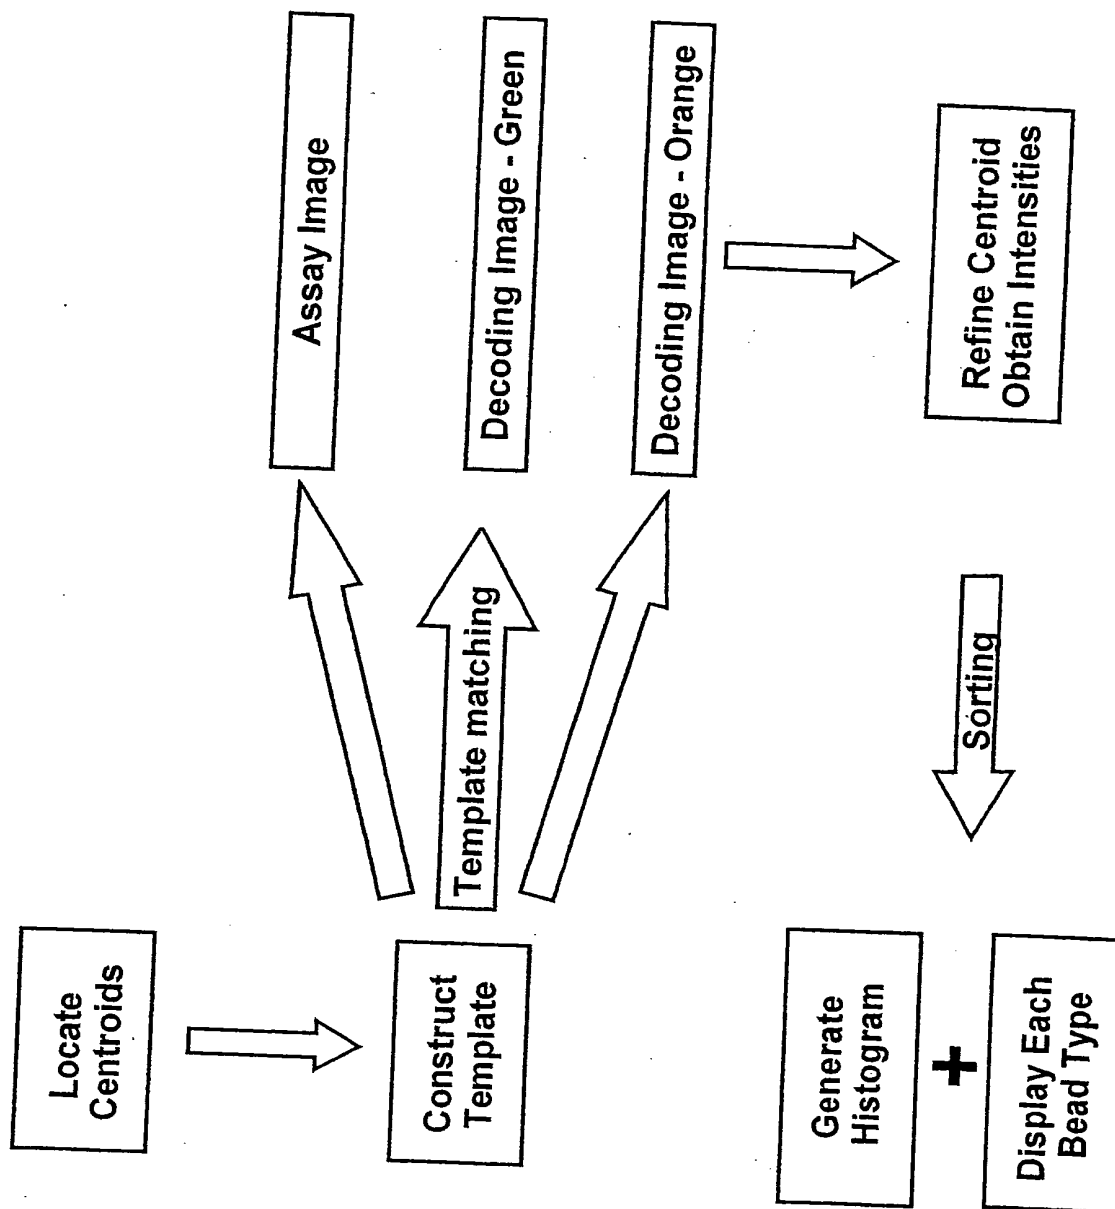 Locate
Centroids
Construct
Template
Template matching
Assay Image
Decoding Image - Green
Decoding Image - Orange
Refine Centroid
Obtain Intensities
Sorting
Generate
Histogram
+
Display Each
Bead Type